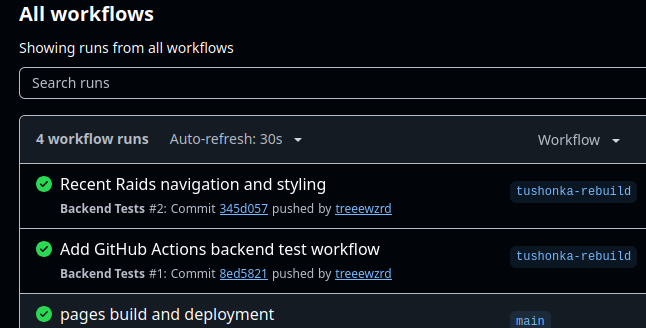 All workflows
Showing runs from all workflows
Search runs
4 workflow runs Auto-refresh: 30s Workflow
Recent Raids navigation and styling tushonka-rebuild
Backend Tests #2: Commit 345d057 pushed by treeewzrd
Add GitHub Actions backend test workflow tushonka-rebuild
Backend Tests #1: Commit 8ed5821 pushed by treeewzrd
pages build and deployment main